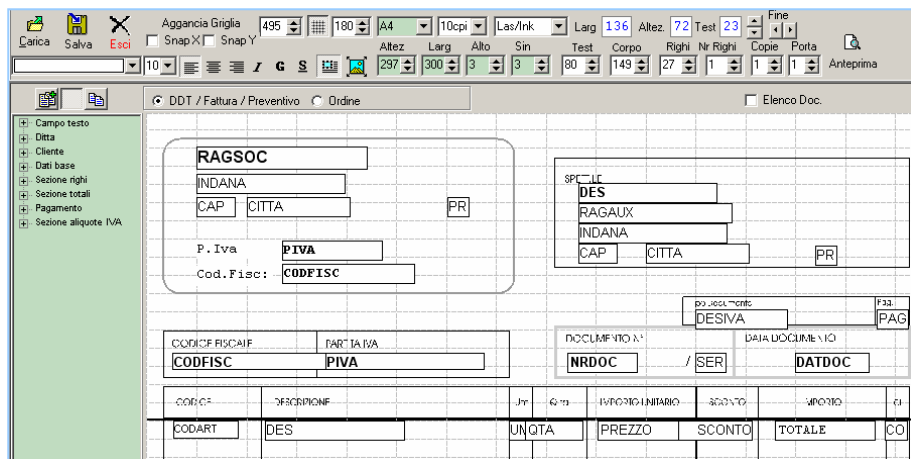 Aggancia Griglia 495 180 A4 10cpi Las/Ink Larg 136 Altez. 72 Test 23 Fine
Carica Salva Esci Snap X Snap Y Altez Larg Alto Sin Test Corpo Righi Nr Righi Copie Porta
10 I G S 297 300 3 3 80 149 27 1 1 1 Anteprima
DDT / Fattura / Preventivo Ordine Elenco Doc.
Campo testo
Ditta
Cliente
Dati base
Sezione righi
Sezione totali
Pagamento
Sezione aliquote IVA
RAGSOC
INDANA
CAP CITTA PR
P.Iva PIVA
Cod.Fisc: CODFISC
DES
RAGAUX
INDANA
CAP CITTA PR
Pag.
DESIVA PAG
CODICE FISCALE PARTITA IVA
CODFISC PIVA
DOCUMENTO N° DATA DOCUMENTO
NRDOC / SER DATDOC
CODICE DESCRIZIONE Um IMPORTO UNITARIO SCONTO IMPORTO
CODART DES UN QTA PREZZO SCONTO TOTALE CO